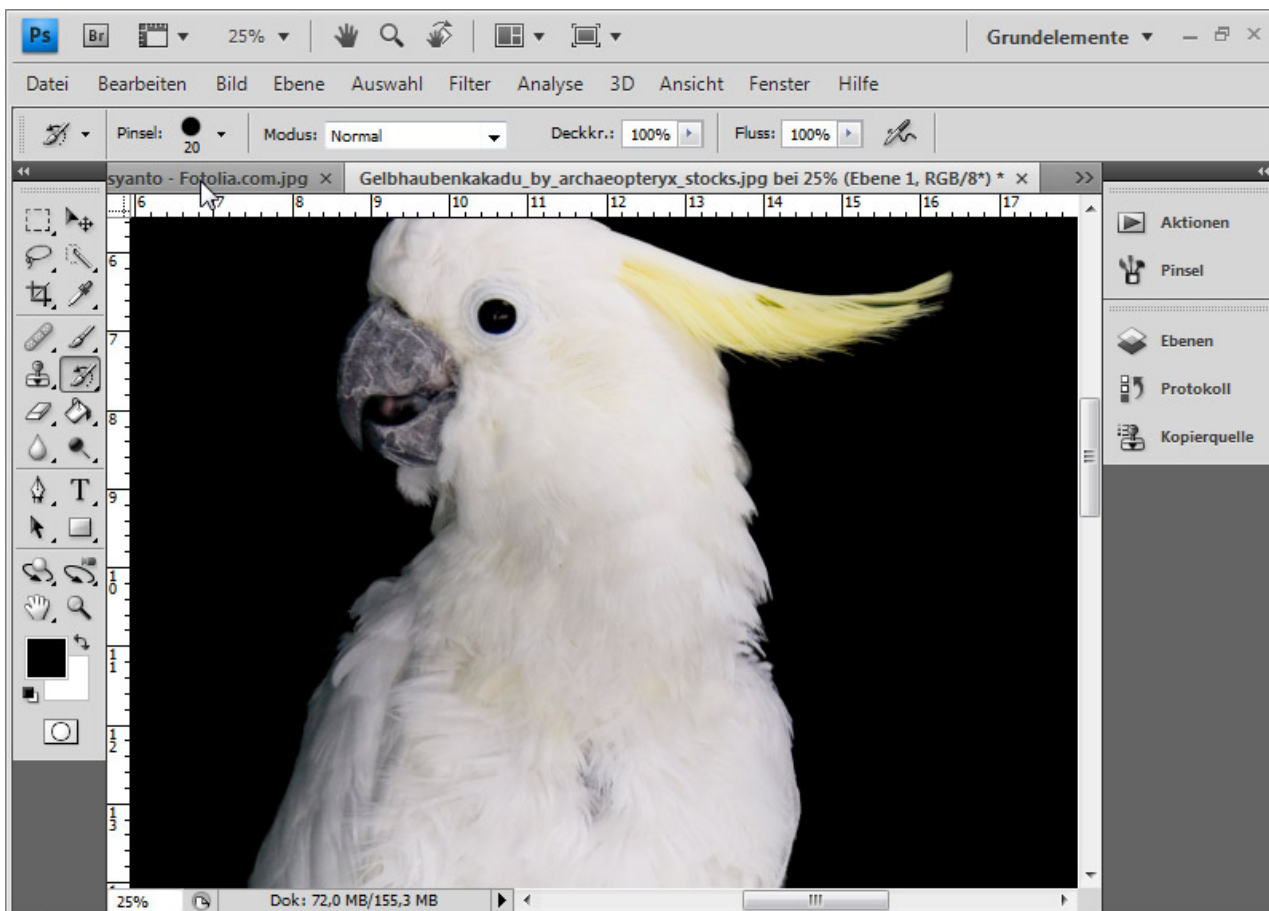 Ps Br 25% Grundelemente
Datei Bearbeiten Bild Ebene Auswahl Filter Analyse 3D Ansicht Fenster Hilfe
Pinsel: 20 Modus: Normal Deckkr.: 100% Fluss: 100%
syanto - Fotolia.com.jpg × Gelbhaubenkakadu_by_archaeopteryx_stocks.jpg bei 25% (Ebene 1, RGB/8*) * × >>
6 7 8 9 10 11 12 13 14 15 16 17
6
7
8
9
10
11
12
13
Aktionen
Pinsel
Ebenen
Protokoll
Kopierquelle
T
25% Dok: 72,0 MB/155,3 MB